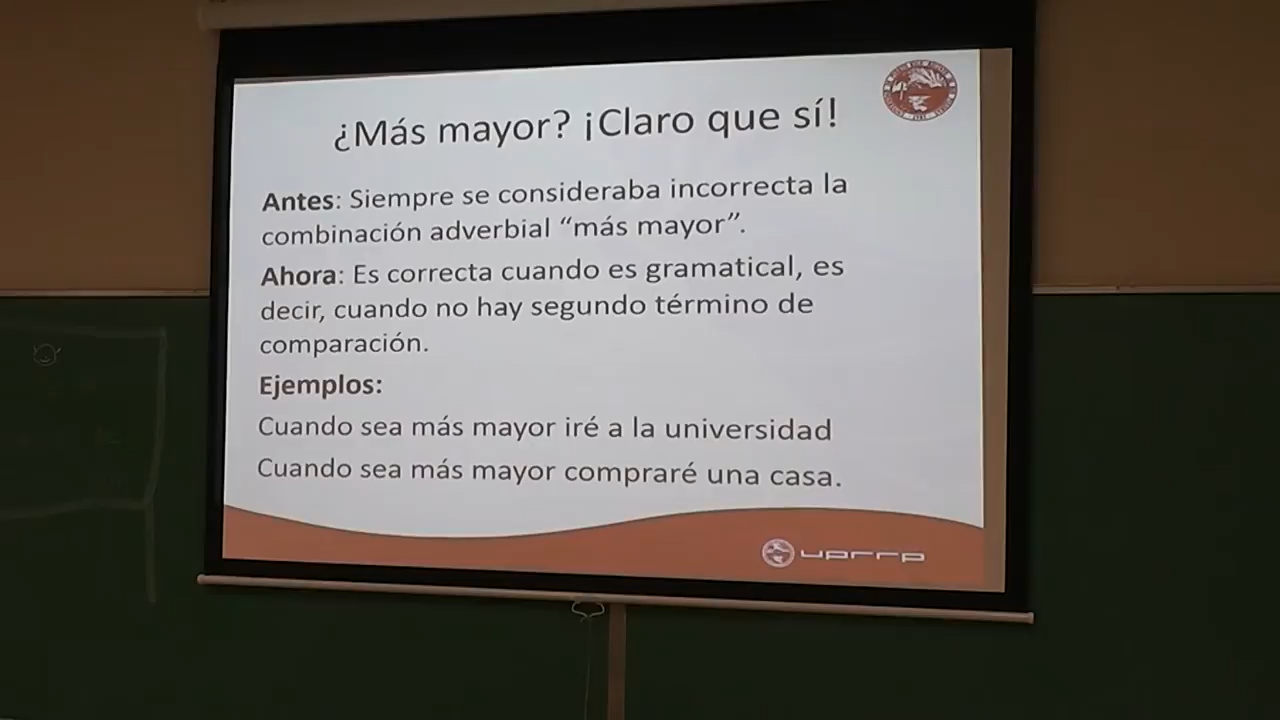 ¿Más mayor? ¡Claro que sí!
Antes: Siempre se consideraba incorrecta la
combinación adverbial “más mayor”.
Ahora: Es correcta cuando es gramatical, es
decir, cuando no hay segundo término de
comparación.
Ejemplos:
Cuando sea más mayor iré a la universidad
Cuando sea más mayor compraré una casa.
uprrp